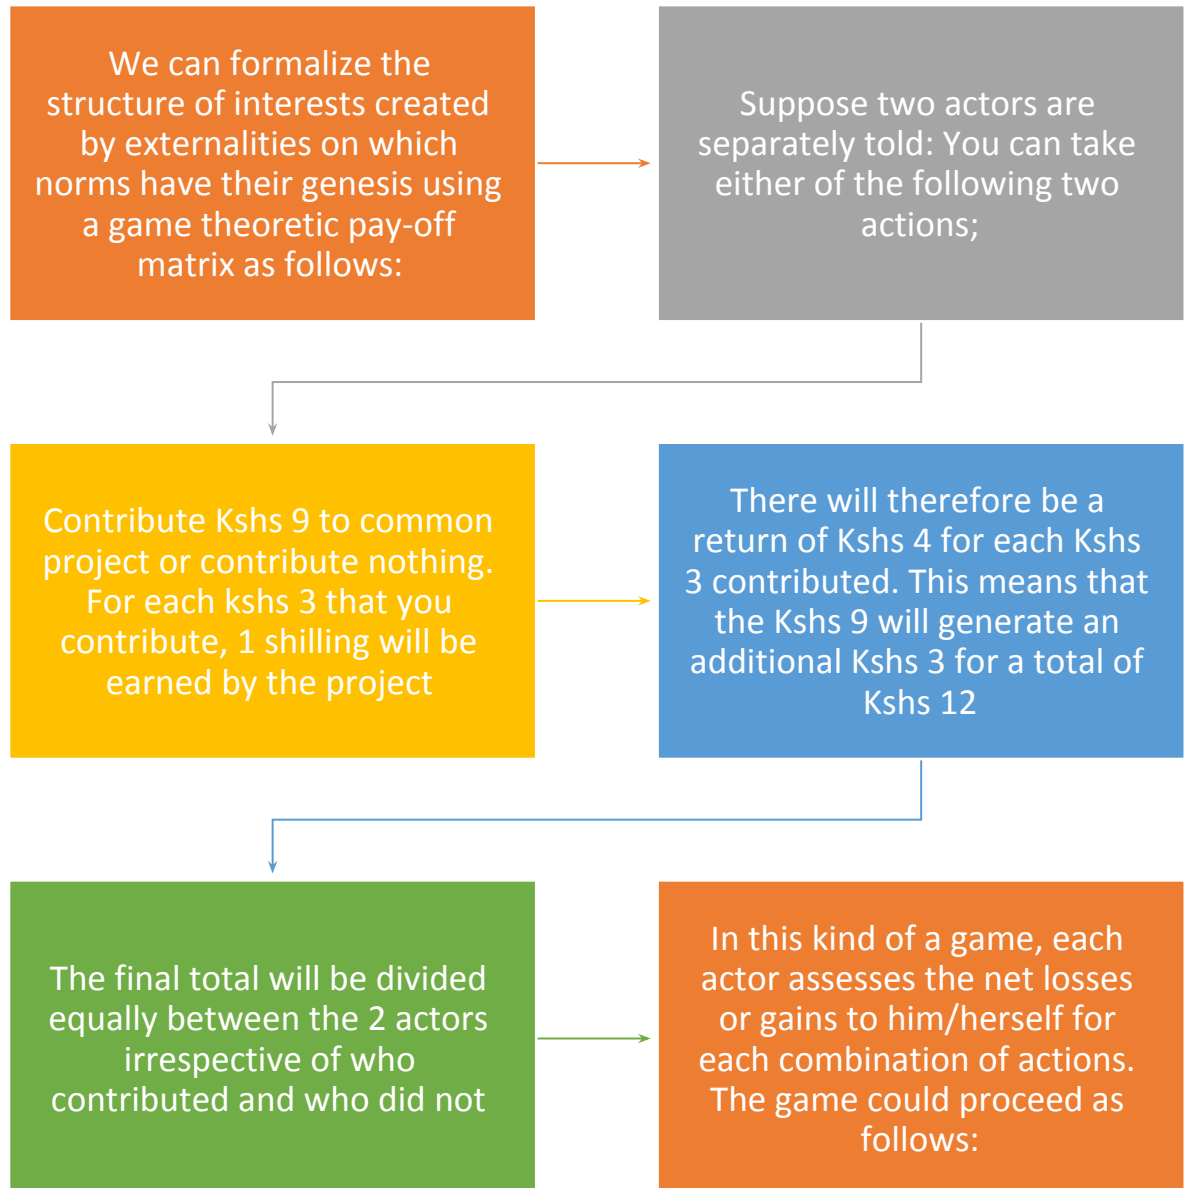 We can formalize the
structure of interests created
by externalities on which
norms have their genesis using
a game theoretic pay-off
matrix as follows:
Suppose two actors are
separately told: You can take
either of the following two
actions;
Contribute Kshs 9 to common
project or contribute nothing.
For each kshs 3 that you
contribute, 1 shilling will be
earned by the project
There will therefore be a
return of Kshs 4 for each Kshs
3 contributed. This means that
the Kshs 9 will generate an
additional Kshs 3 for a total of
Kshs 12
The final total will be divided
equally between the 2 actors
irrespective of who
contributed and who did not
In this kind of a game, each
actor assesses the net losses
or gains to him/herself for
each combination of actions.
The game could proceed as
follows: